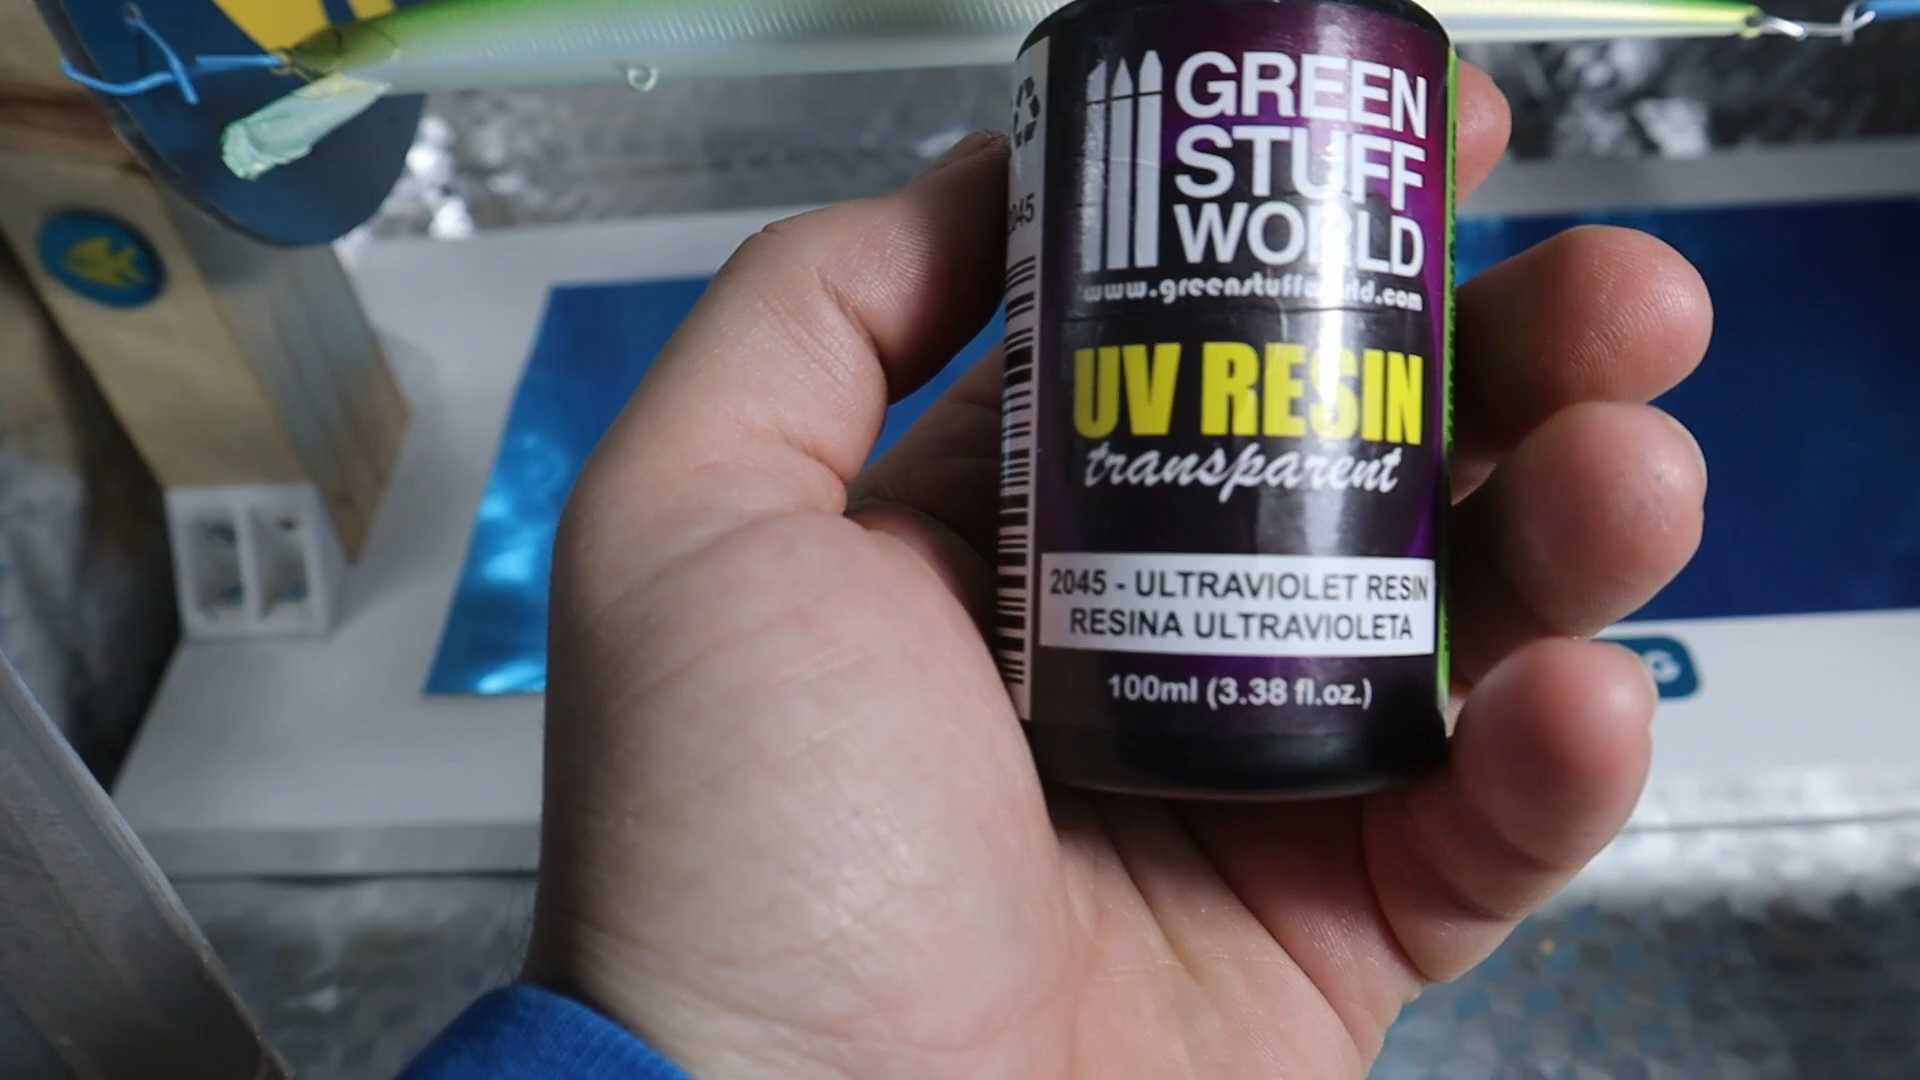 GREEN
STUFF
WORLD
www.greenstuffworld.com
UV RESIN
transparent
2045 - ULTRAVIOLET RESIN
RESINA ULTRAVIOLETA
100ml (3.38 fl.oz.)
2045